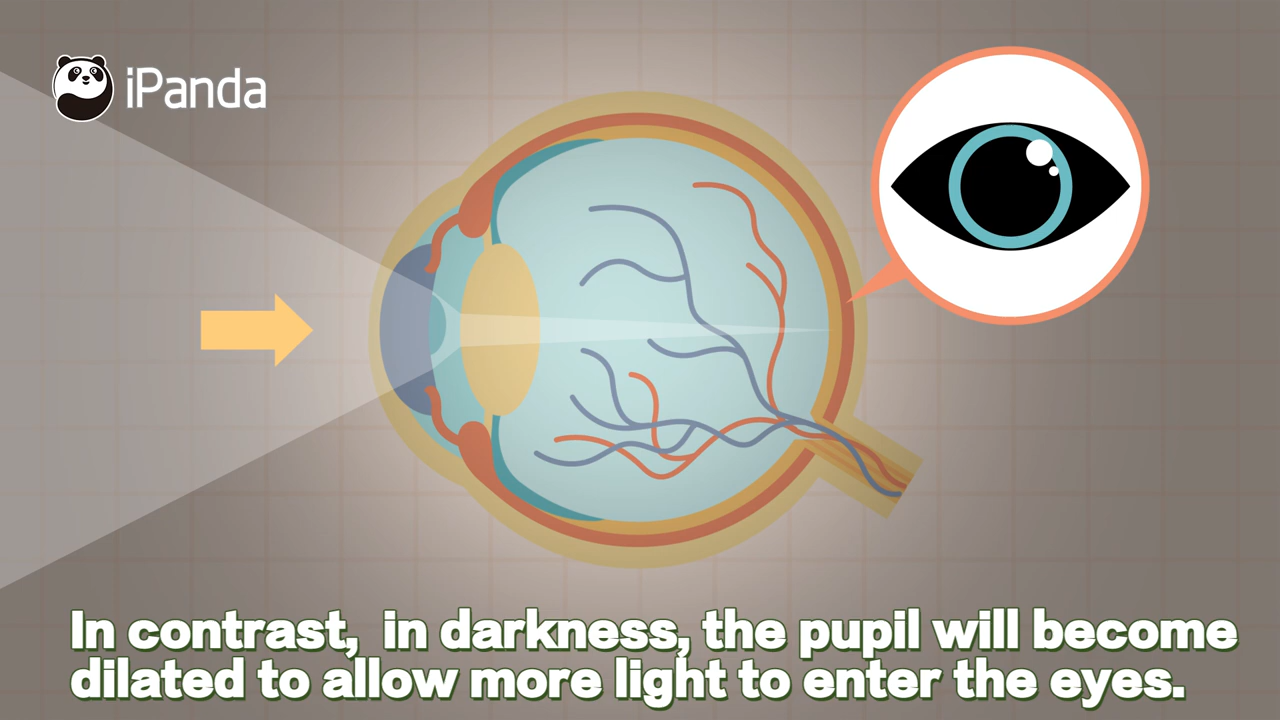 iPanda
In contrast,  in darkness, the pupil will become
dilated to allow more light to enter the eyes.